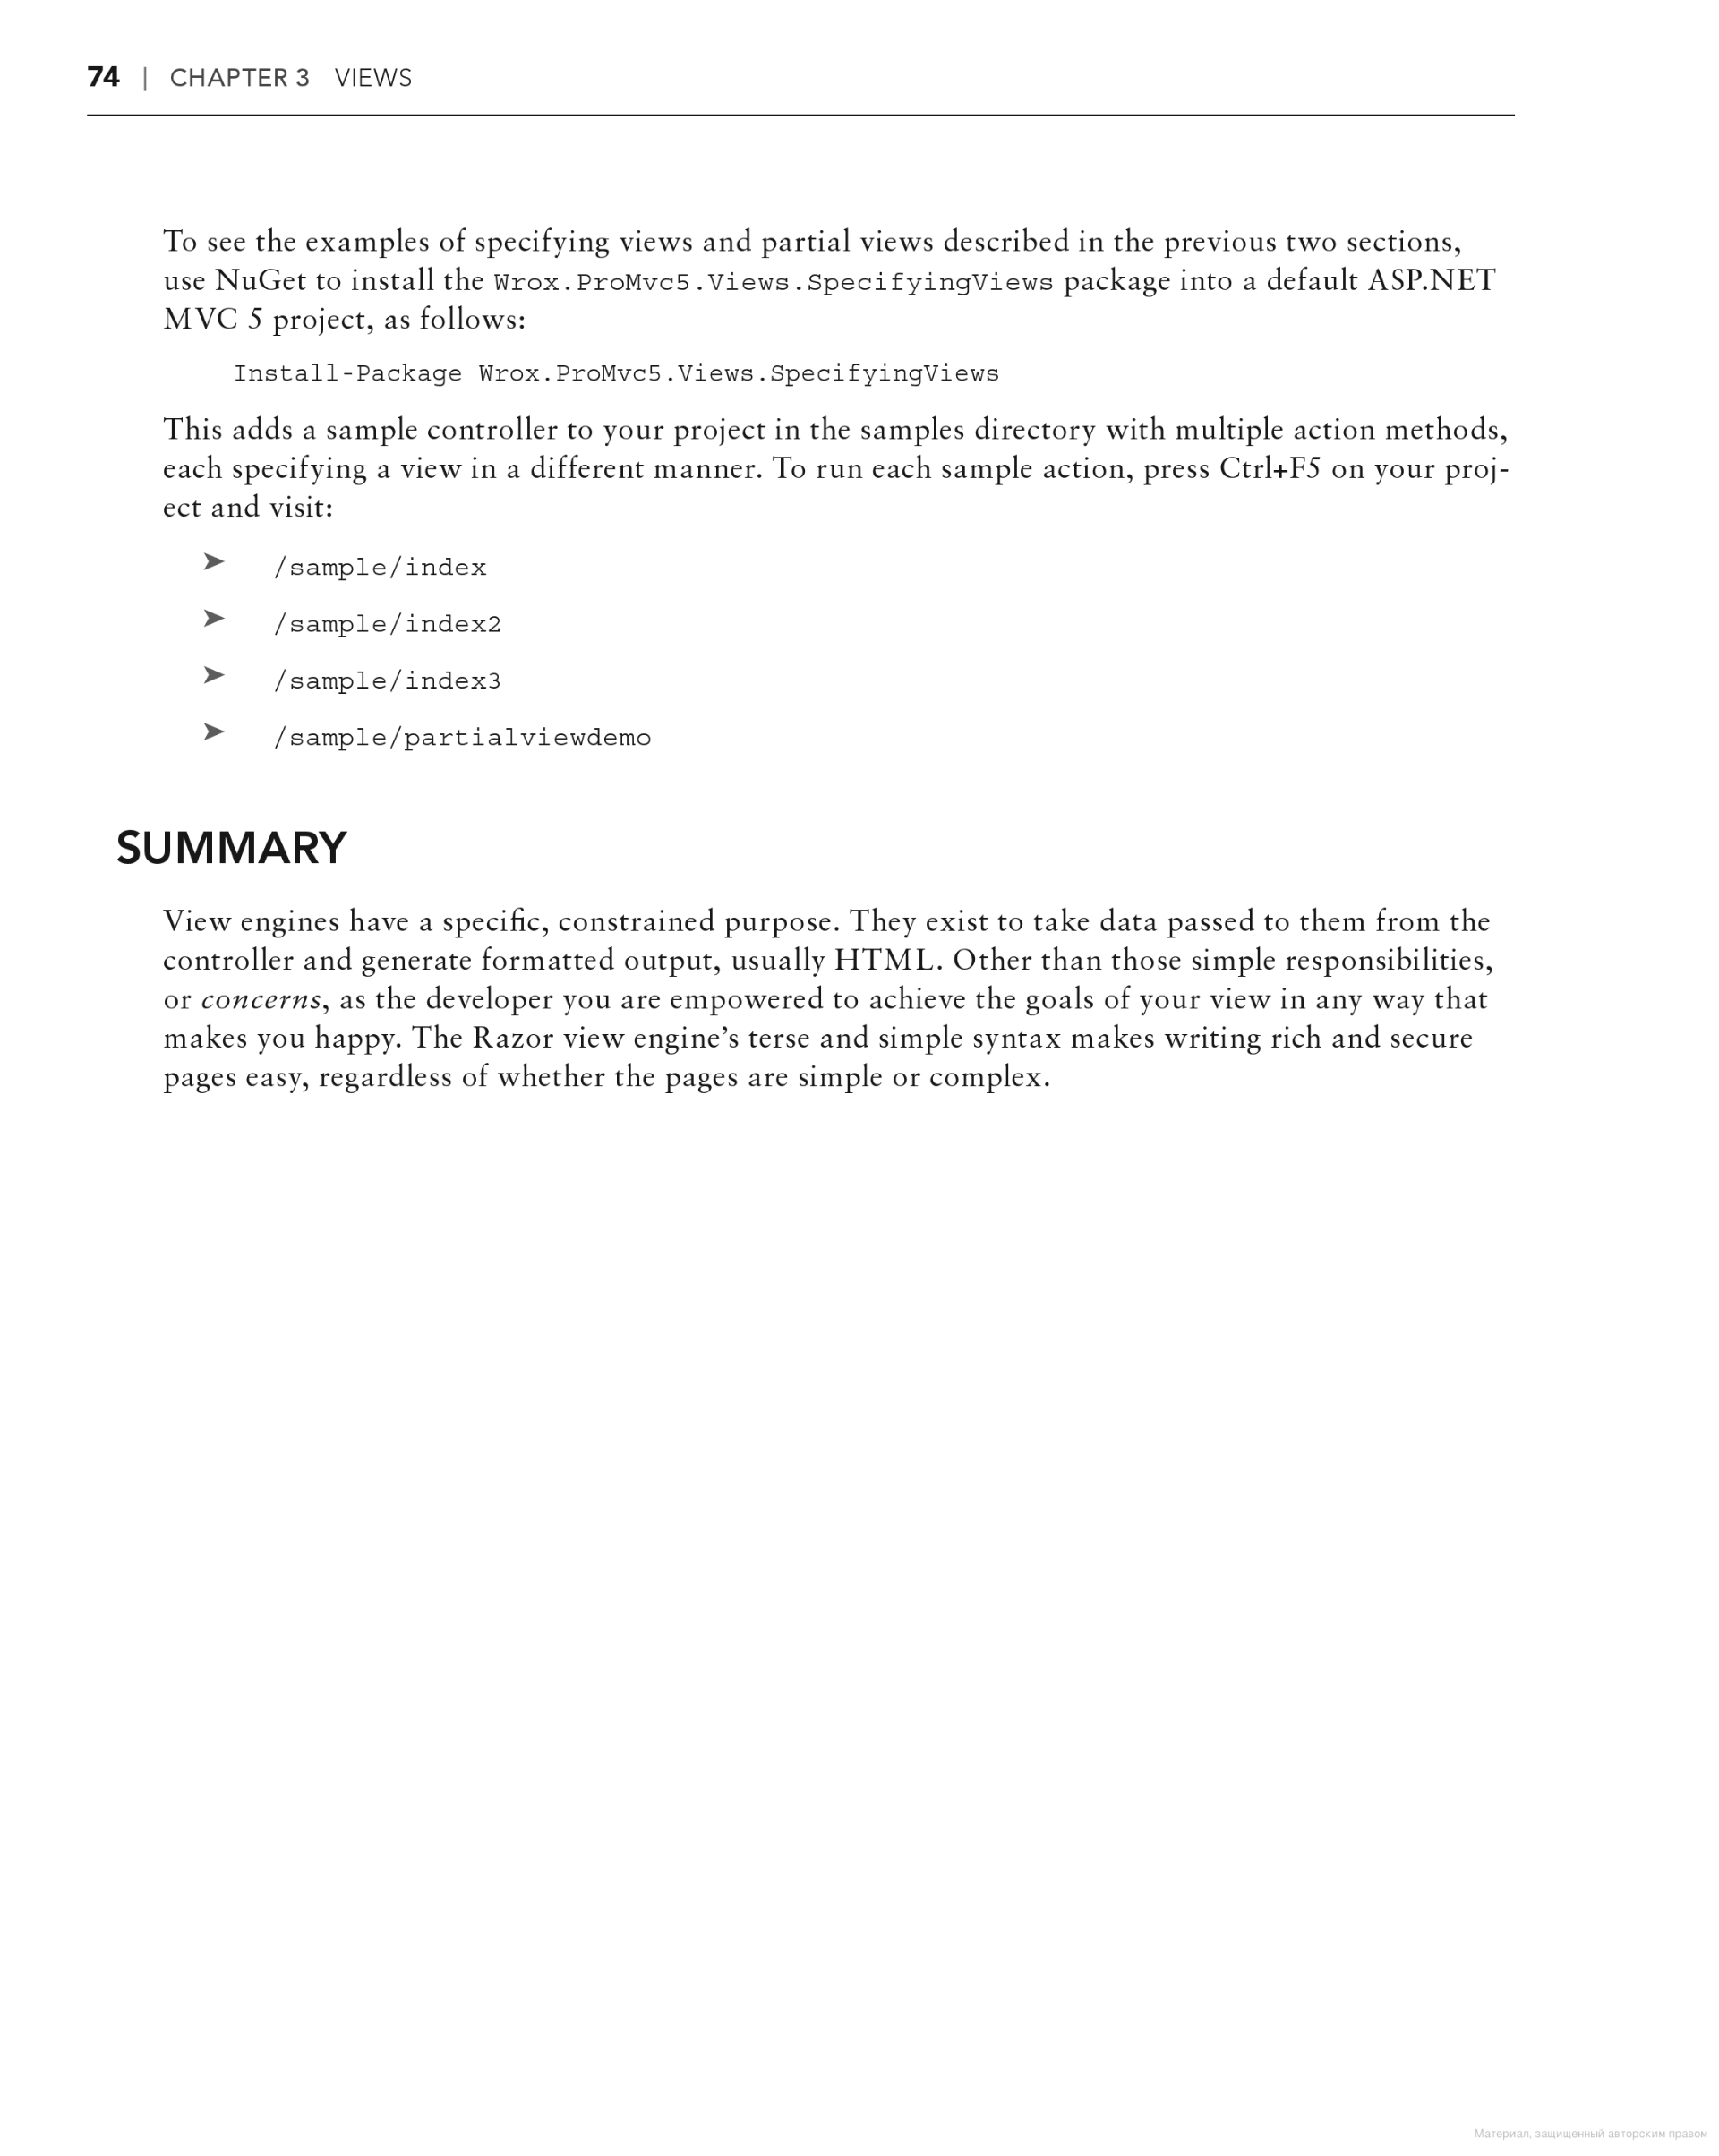 74 | CHAPTER 3 VIEWS
To see the examples of specifying views and partial views described in the previous two sections,
use NuGet to install the Wrox.ProMvc5.Views.SpecifyingViews package into a default ASP.NET
MVC 5 project, as follows:
Install-Package Wrox.ProMvc5.Views.SpecifyingViews
This adds a sample controller to your project in the samples directory with multiple action methods,
each specifying a view in a different manner. To run each sample action, press Ctrl+F5 on your proj-
ect and visit:
➤ /sample/index
➤ /sample/index2
➤ /sample/index3
➤ /sample/partialviewdemo
SUMMARY
View engines have a specific, constrained purpose. They exist to take data passed to them from the
controller and generate formatted output, usually HTML. Other than those simple responsibilities,
or concerns, as the developer you are empowered to achieve the goals of your view in any way that
makes you happy. The Razor view engine’s terse and simple syntax makes writing rich and secure
pages easy, regardless of whether the pages are simple or complex.
Материал, защищенный авторским правом